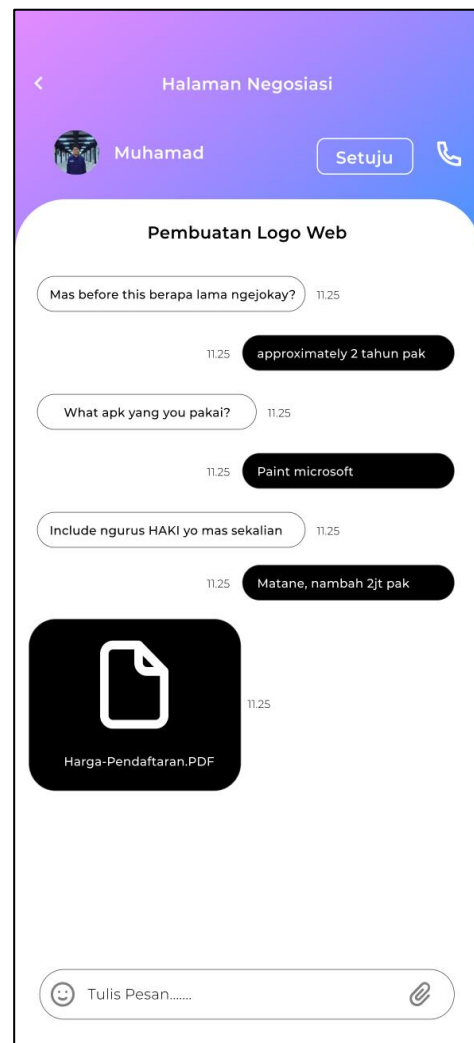 Halaman Negosiasi
Muhamad
Setuju
Pembuatan Logo Web
Mas before this berapa lama ngejokay? 11.25
11.25 approximately 2 tahun pak
What apk yang you pakai? 11.25
11.25 Paint microsoft
Include ngurus HAKI yo mas sekalian 11.25
11.25 Matane, nambah 2jt pak
11.25
Harga-Pendaftaran.PDF
Tulis Pesan.......